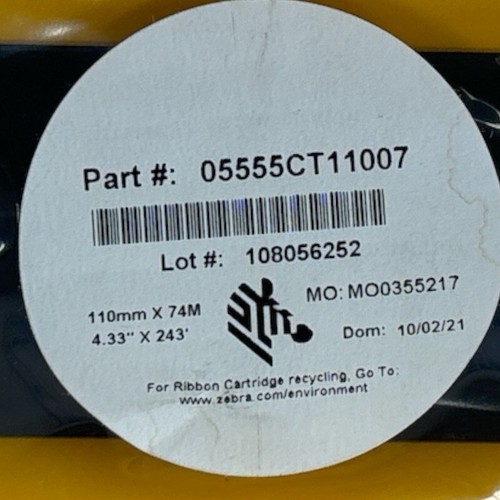 Part #: 05555CT11007
Lot #: 108056252
110mm X 74M
4.33" X 243'
MO: MO0355217
Dom: 10/02/21
For Ribbon Cartridge recycling, Go To:
www.zebra.com/environment